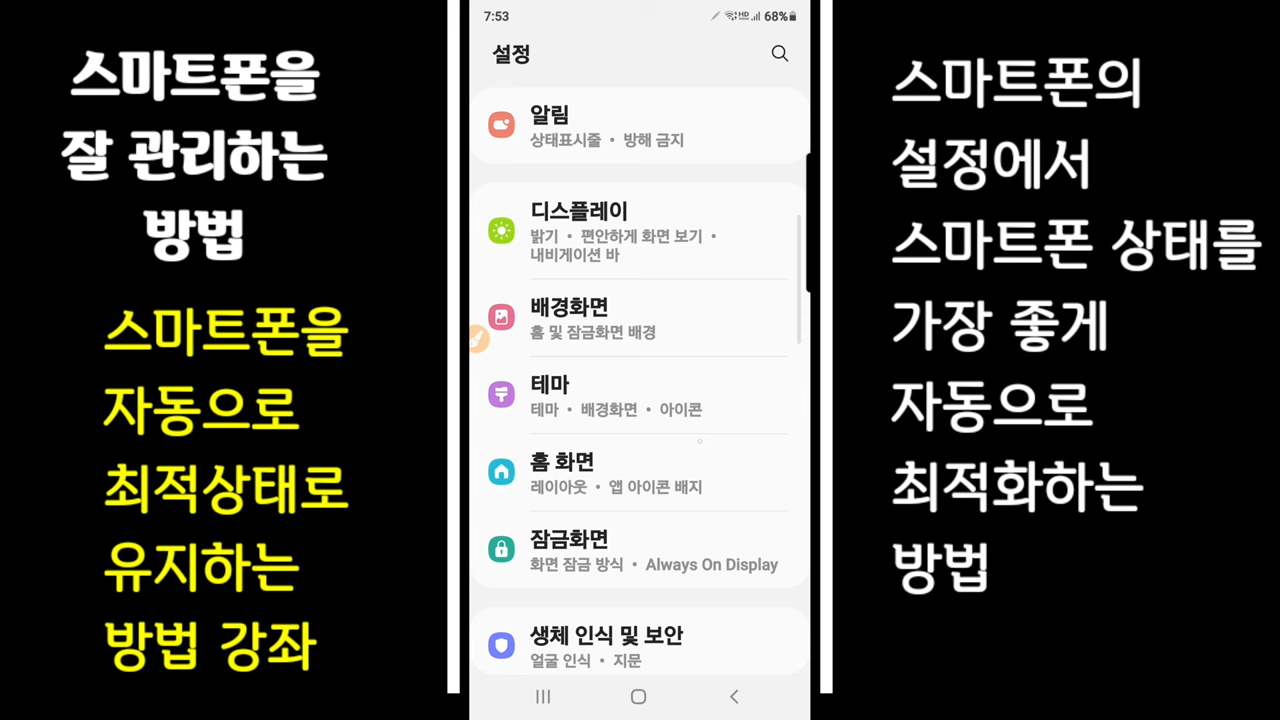 스마트폰을
잘 관리하는
방법
스마트폰을
자동으로
최적상태로
유지하는
방법 강좌
7:53
HD
68%
설정
알림
상태표시줄 • 방해 금지
디스플레이
밝기 • 편안하게 화면 보기 •
내비게이션 바
배경화면
홈 및 잠금화면 배경
테마
테마 • 배경화면 • 아이콘
홈 화면
레이아웃 • 앱 아이콘 배지
잠금화면
화면 잠금 방식 • Always On Display
생체 인식 및 보안
얼굴 인식 • 지문
스마트폰의
설정에서
스마트폰 상태를
가장 좋게
자동으로
최적화하는
방법